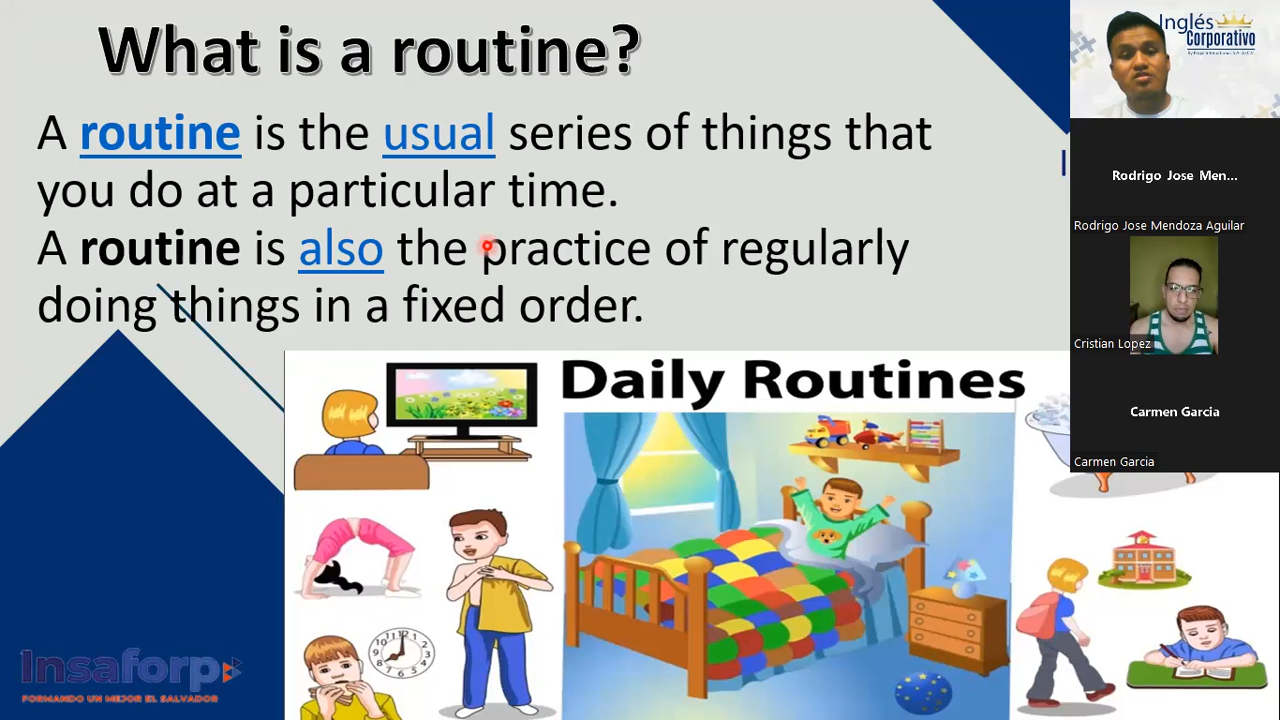 What is a routine?
A routine is the usual series of things that
you do at a particular time.
A routine is also the practice of regularly
doing things in a fixed order.
Daily Routines
Insaforp
FORMANDO UN MEJOR EL SALVADOR
Inglés
Corporativo
Rodrigo Jose Men...
Rodrigo Jose Mendoza Aguilar
Cristian Lopez
Carmen Garcia
Carmen Garcia